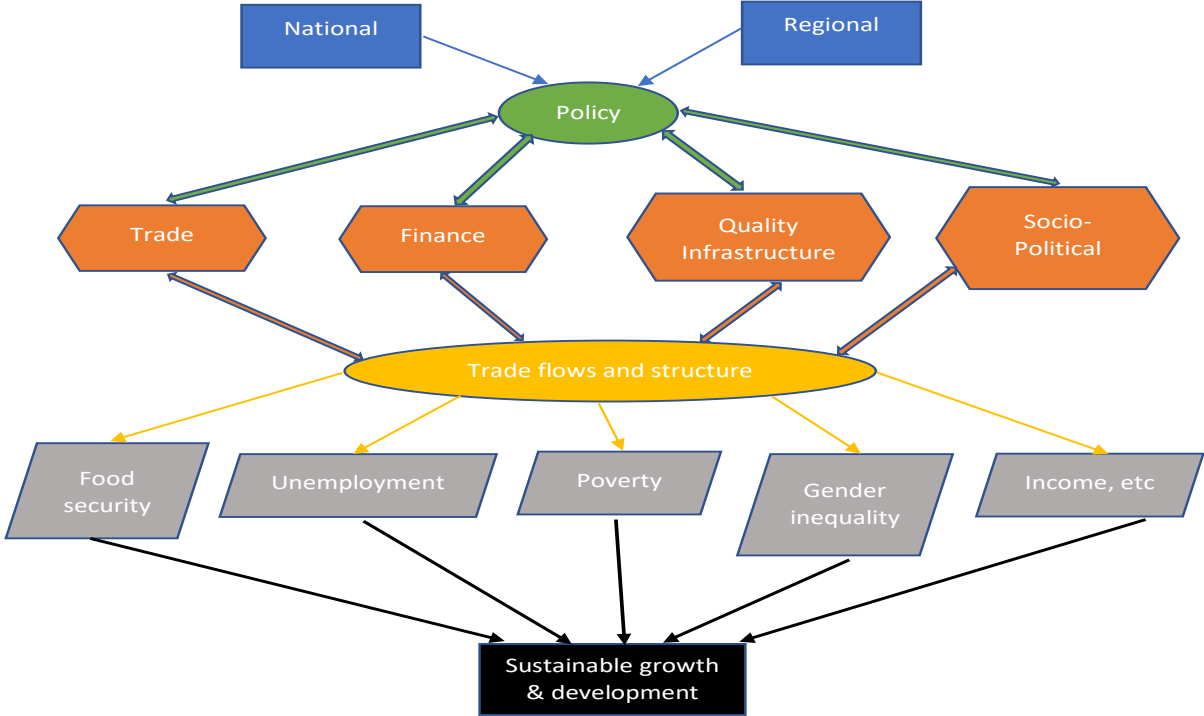 National
Regional
Policy
Trade
Finance
Quality
Infrastructure
Socio-
Political
Trade flows and structure
Food
security
Unemployment
Poverty
Gender
inequality
Income, etc
Sustainable growth
& development